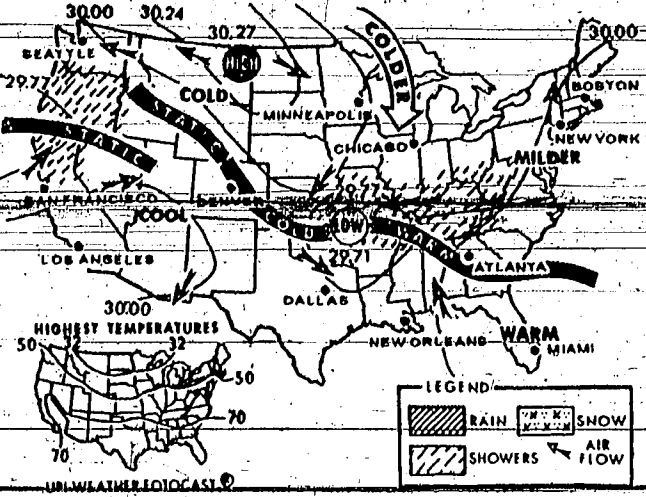 30.00 30.24
30.27
30.00
SEATTLE
HIGH
COLDER
29.77
COLD
BOSTON
MINNEAPOLIS
STATIC
STATIC
CHICAGO
NEW YORK
MILDER
SAN FRANCISCO
DENVER
29.77
COOL
COLD
LOW
WARM
LOS ANGELES
29.71
ATLANTA
DALLAS
30.00
HIGHEST TEMPERATURES
NEW ORLEANS
WARM
MIAMI
50 32 32
50
70
70
LEGEND
RAIN SNOW
SHOWERS AIR FLOW
UPI WEATHER FOTOCAST